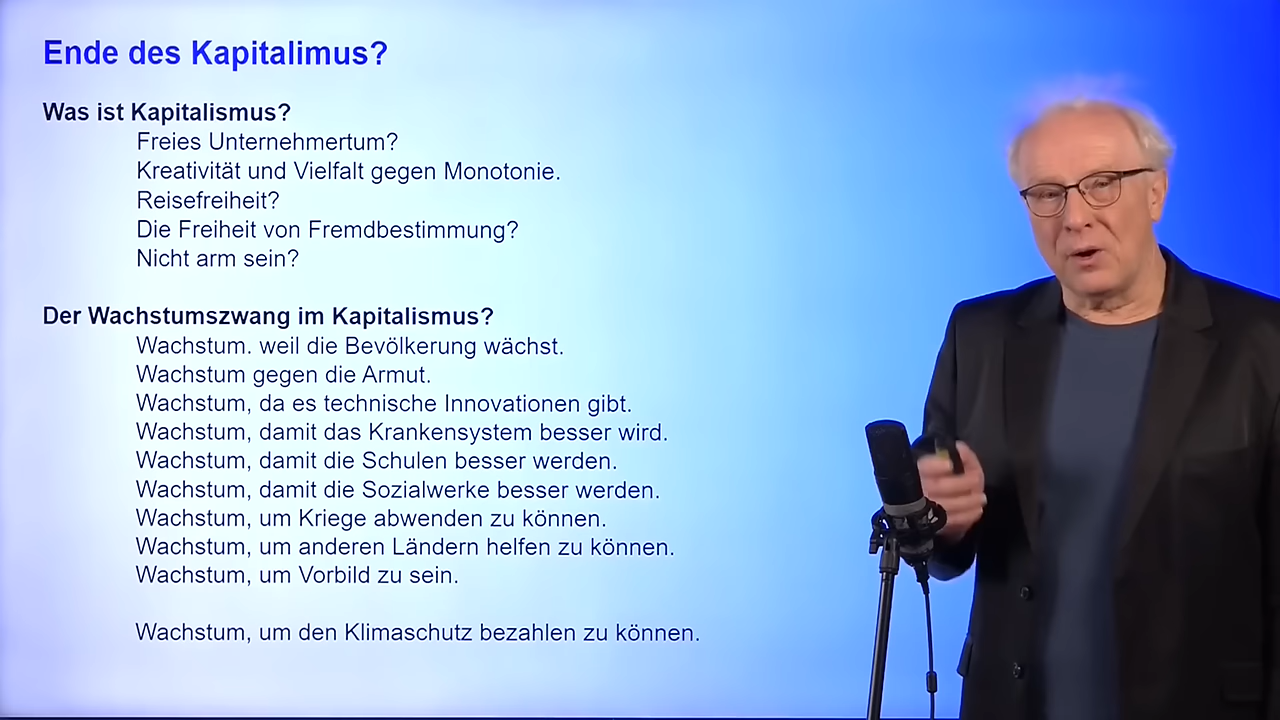 Ende des Kapitalimus?
Was ist Kapitalismus?
Freies Unternehmertum?
Kreativität und Vielfalt gegen Monotonie.
Reisefreiheit?
Die Freiheit von Fremdbestimmung?
Nicht arm sein?
Der Wachstumszwang im Kapitalismus?
Wachstum. weil die Bevölkerung wächst.
Wachstum gegen die Armut.
Wachstum, da es technische Innovationen gibt.
Wachstum, damit das Krankensystem besser wird.
Wachstum, damit die Schulen besser werden.
Wachstum, damit die Sozialwerke besser werden.
Wachstum, um Kriege abwenden zu können.
Wachstum, um anderen Ländern helfen zu können.
Wachstum, um Vorbild zu sein.
Wachstum, um den Klimaschutz bezahlen zu können.